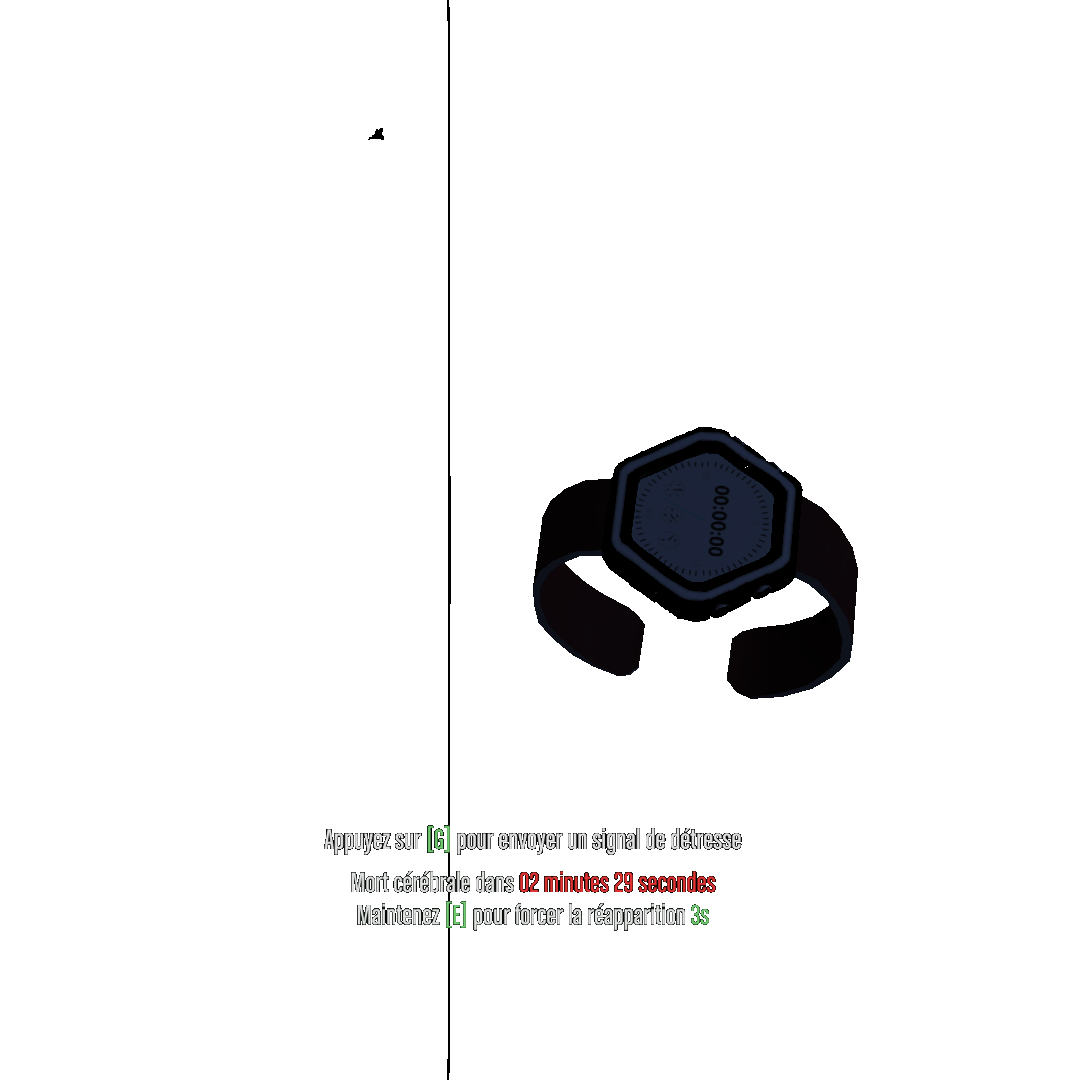 00:00:00
Appuyez sur [G] pour envoyer un signal de détresse
Mort cérébrale dans 02 minutes 29 secondes
Maintenez [E] pour forcer la réapparition 3s